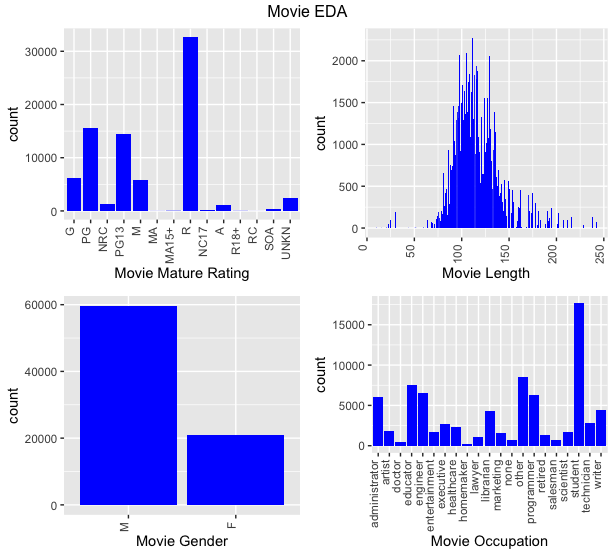 Movie EDA
30000
20000
10000
0
count
G
PG
NRC
PG13
M
MA
MA15+
R
NC17
A
R18+
RC
SOA
UNKN
Movie Mature Rating
2000
1500
1000
500
0
count
0
50
100
150
200
250
Movie Length
60000
40000
20000
0
count
M
F
Movie Gender
15000
10000
5000
0
count
administrator
artist
doctor
educator
engineer
entertainment
executive
healthcare
homemaker
lawyer
librarian
marketing
none
other
programmer
retired
salesman
scientist
student
technician
writer
Movie Occupation